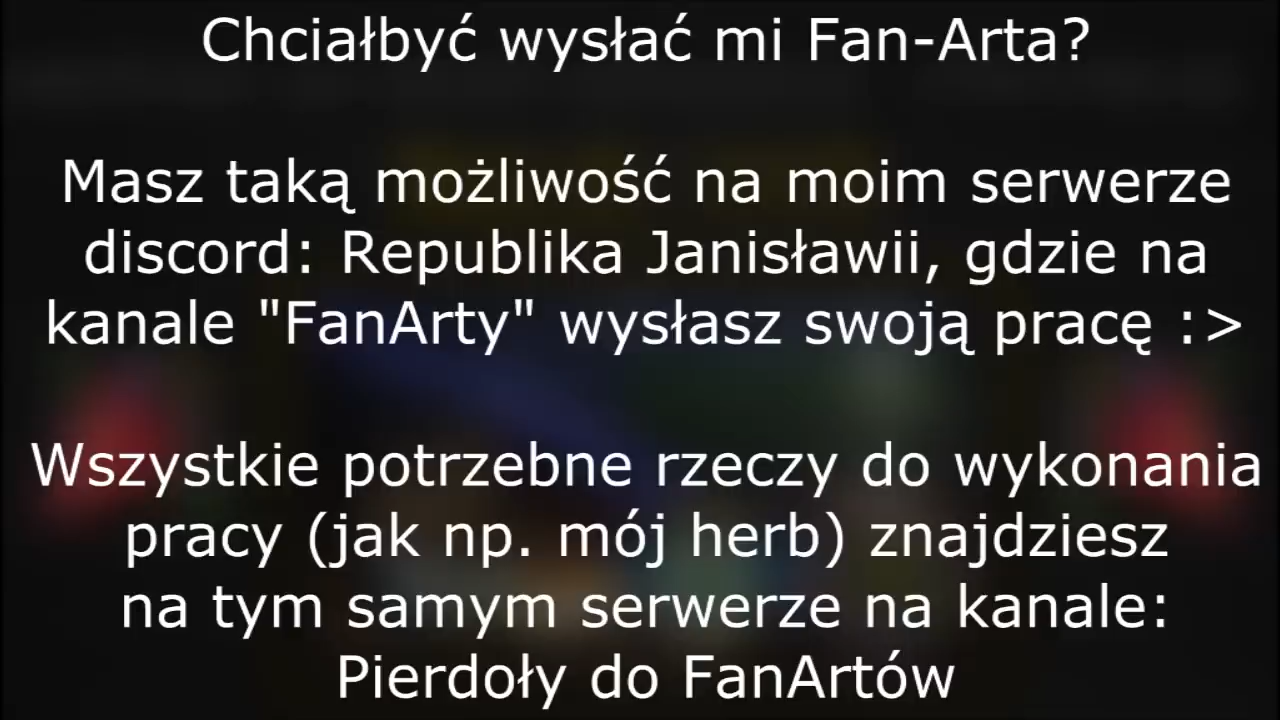 Chciałbyć wysłać mi Fan-Arta?
Masz taką możliwość na moim serwerze
discord: Republika Janisławii, gdzie na
kanale "FanArty" wysłasz swoją pracę :>
Wszystkie potrzebne rzeczy do wykonania
pracy (jak np. mój herb) znajdziesz
na tym samym serwerze na kanale:
Pierdoły do FanArtów